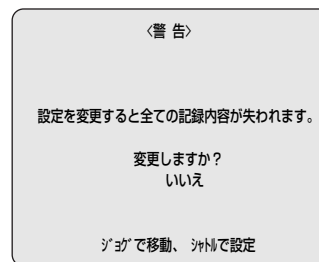 〈警 告〉
設定を変更すると全ての記録内容が失われます。
変更しますか？
いいえ
ｼﾞｮｸﾞで移動、 ｼｬﾄﾙで設定